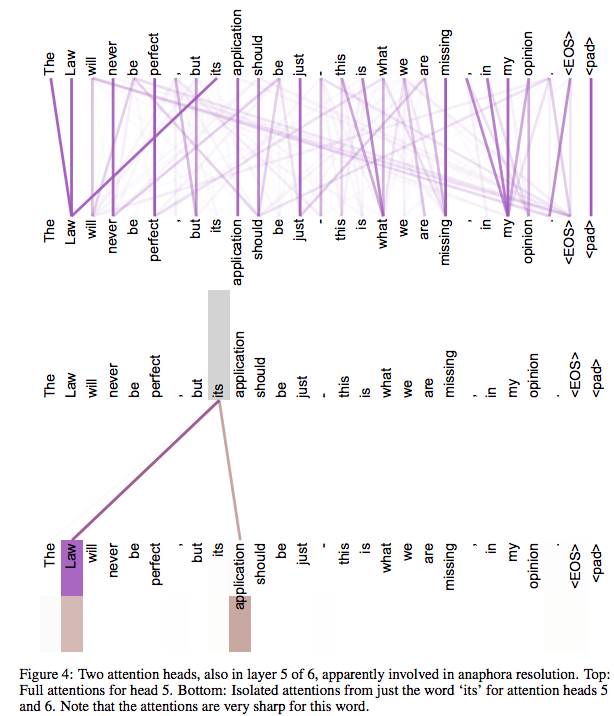 The Law will never be perfect , but its application should be just - this is what we are missing , in my opinion . <EOS> <pad>
The Law will never be perfect , but its application should be just - this is what we are missing , in my opinion . <EOS> <pad>
The Law will never be perfect , but its application should be just - this is what we are missing , in my opinion . <EOS> <pad>
The Law will never be perfect , but its application should be just - this is what we are missing , in my opinion . <EOS> <pad>
Figure 4: Two attention heads, also in layer 5 of 6, apparently involved in anaphora resolution. Top:
Full attentions for head 5. Bottom: Isolated attentions from just the word ‘its’ for attention heads 5
and 6. Note that the attentions are very sharp for this word.